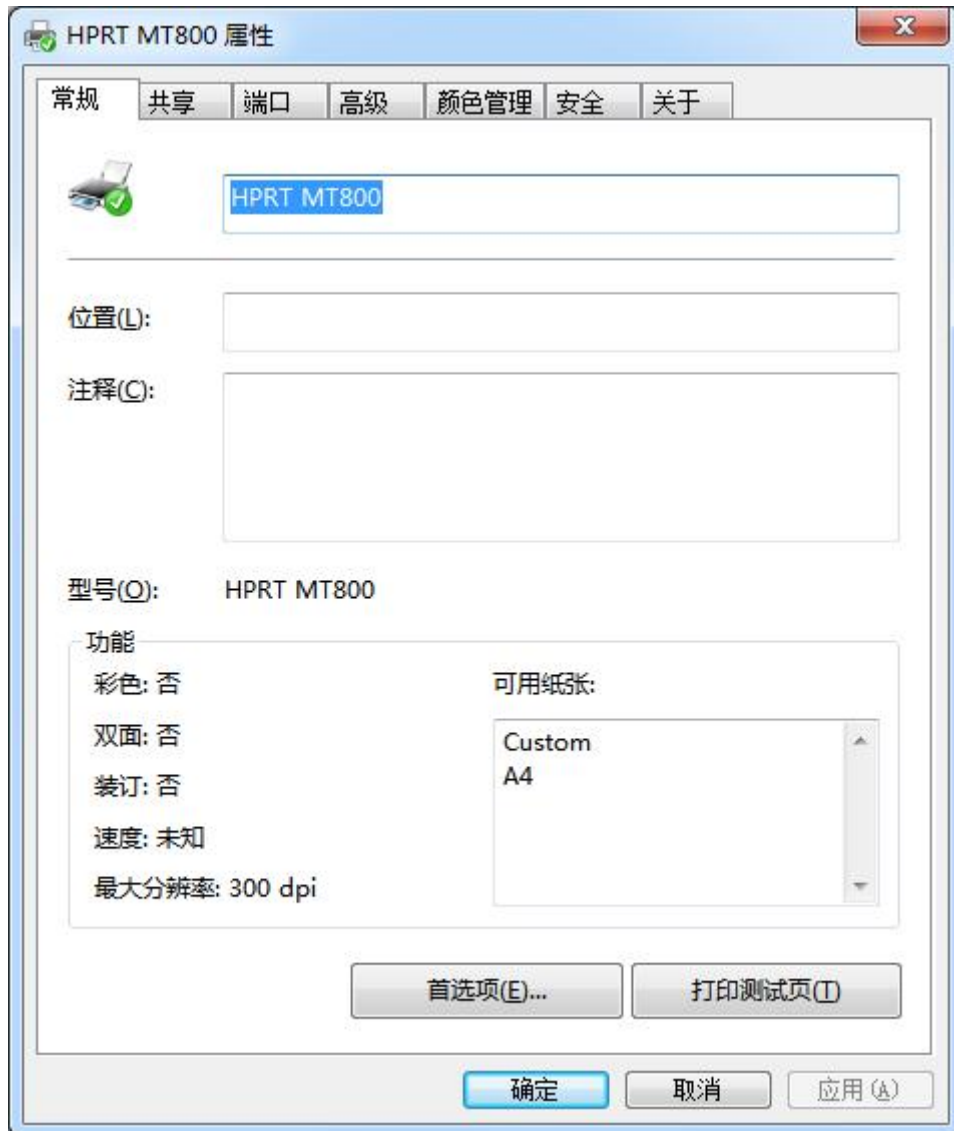 HPRT MT800 属性
常规 共享 端口 高级 颜色管理 安全 关于
HPRT MT800
位置(L):
注释(C):
型号(O): HPRT MT800
功能
彩色: 否 可用纸张:
双面: 否 Custom
装订: 否 A4
速度: 未知
最大分辨率: 300 dpi
首选项(E)... 打印测试页(T)
确定 取消 应用(A)